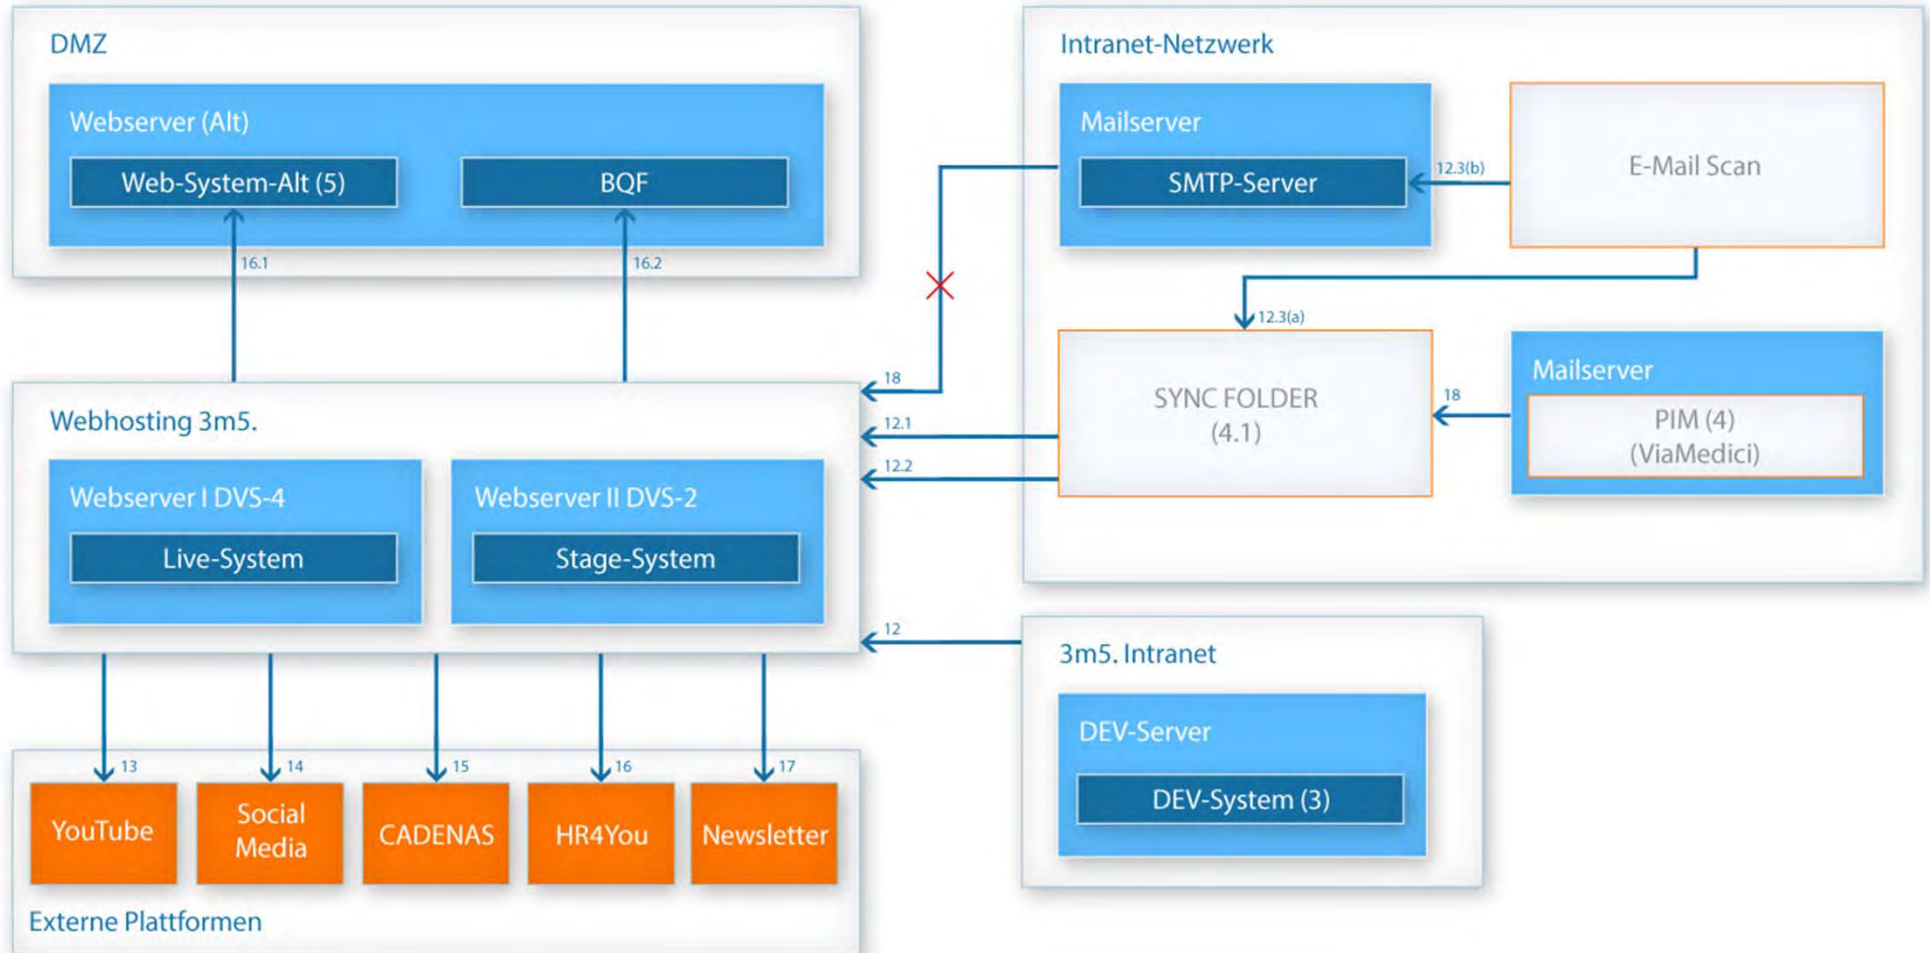 DMZ
Webserver (Alt)
Web-System-Alt (5)
BQF
16.1
16.2
Intranet-Netzwerk
Mailserver
SMTP-Server
12.3(b)
E-Mail Scan
12.3(a)
SYNC FOLDER
(4.1)
18
Mailserver
PIM (4)
(ViaMedici)
18
12.1
12.2
Webhosting 3m5.
Webserver I DVS-4
Live-System
Webserver II DVS-2
Stage-System
12
3m5. Intranet
DEV-Server
DEV-System (3)
13
14
15
16
17
YouTube
Social
Media
CADENAS
HR4You
Newsletter
Externe Plattformen